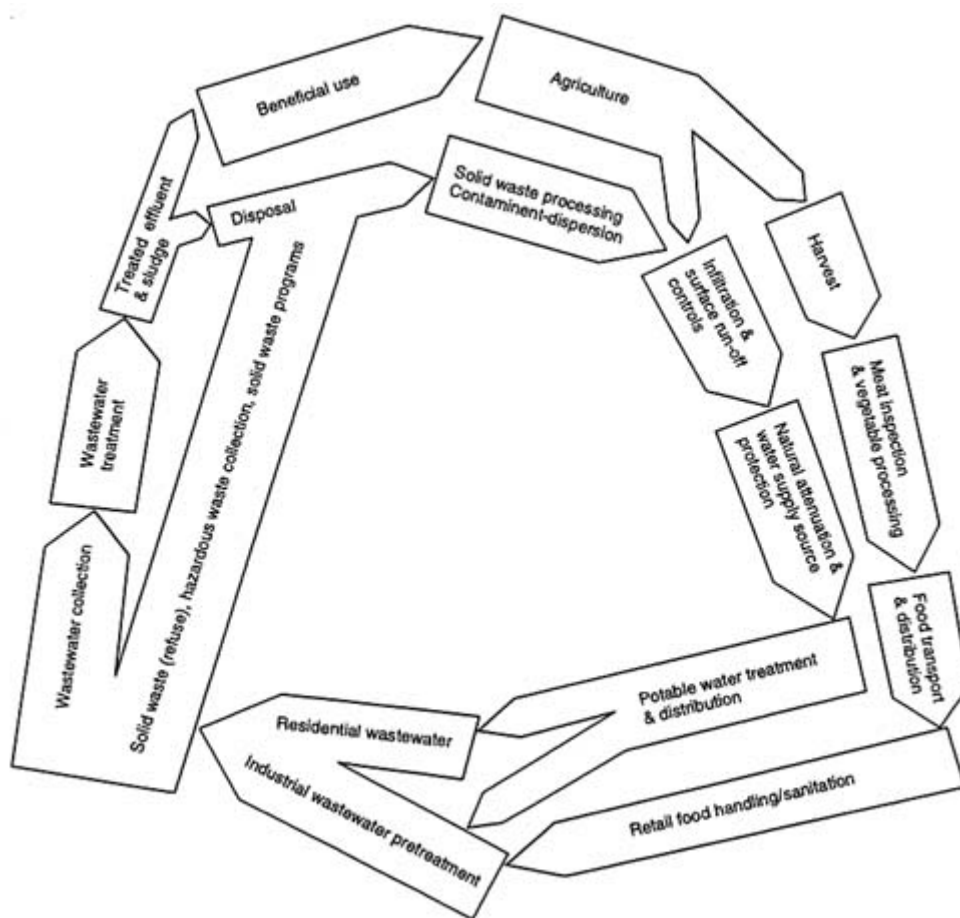 Beneficial use
Agriculture
Solid waste processing
Contaminent-dispersion
Disposal
Treated effluent
& sludge
Harvest
Infiltration &
surface run-off
controls
Wastewater
treatment
Solid waste (refuse), hazardous waste collection, solid waste programs
Meat inspection
& vegetable processing
Natural attenuation &
water supply source
protection
Wastewater collection
Food transport
& distribution
Potable water treatment
& distribution
Residential wastewater
Industrial wastewater pretreatment
Retail food handling/sanitation